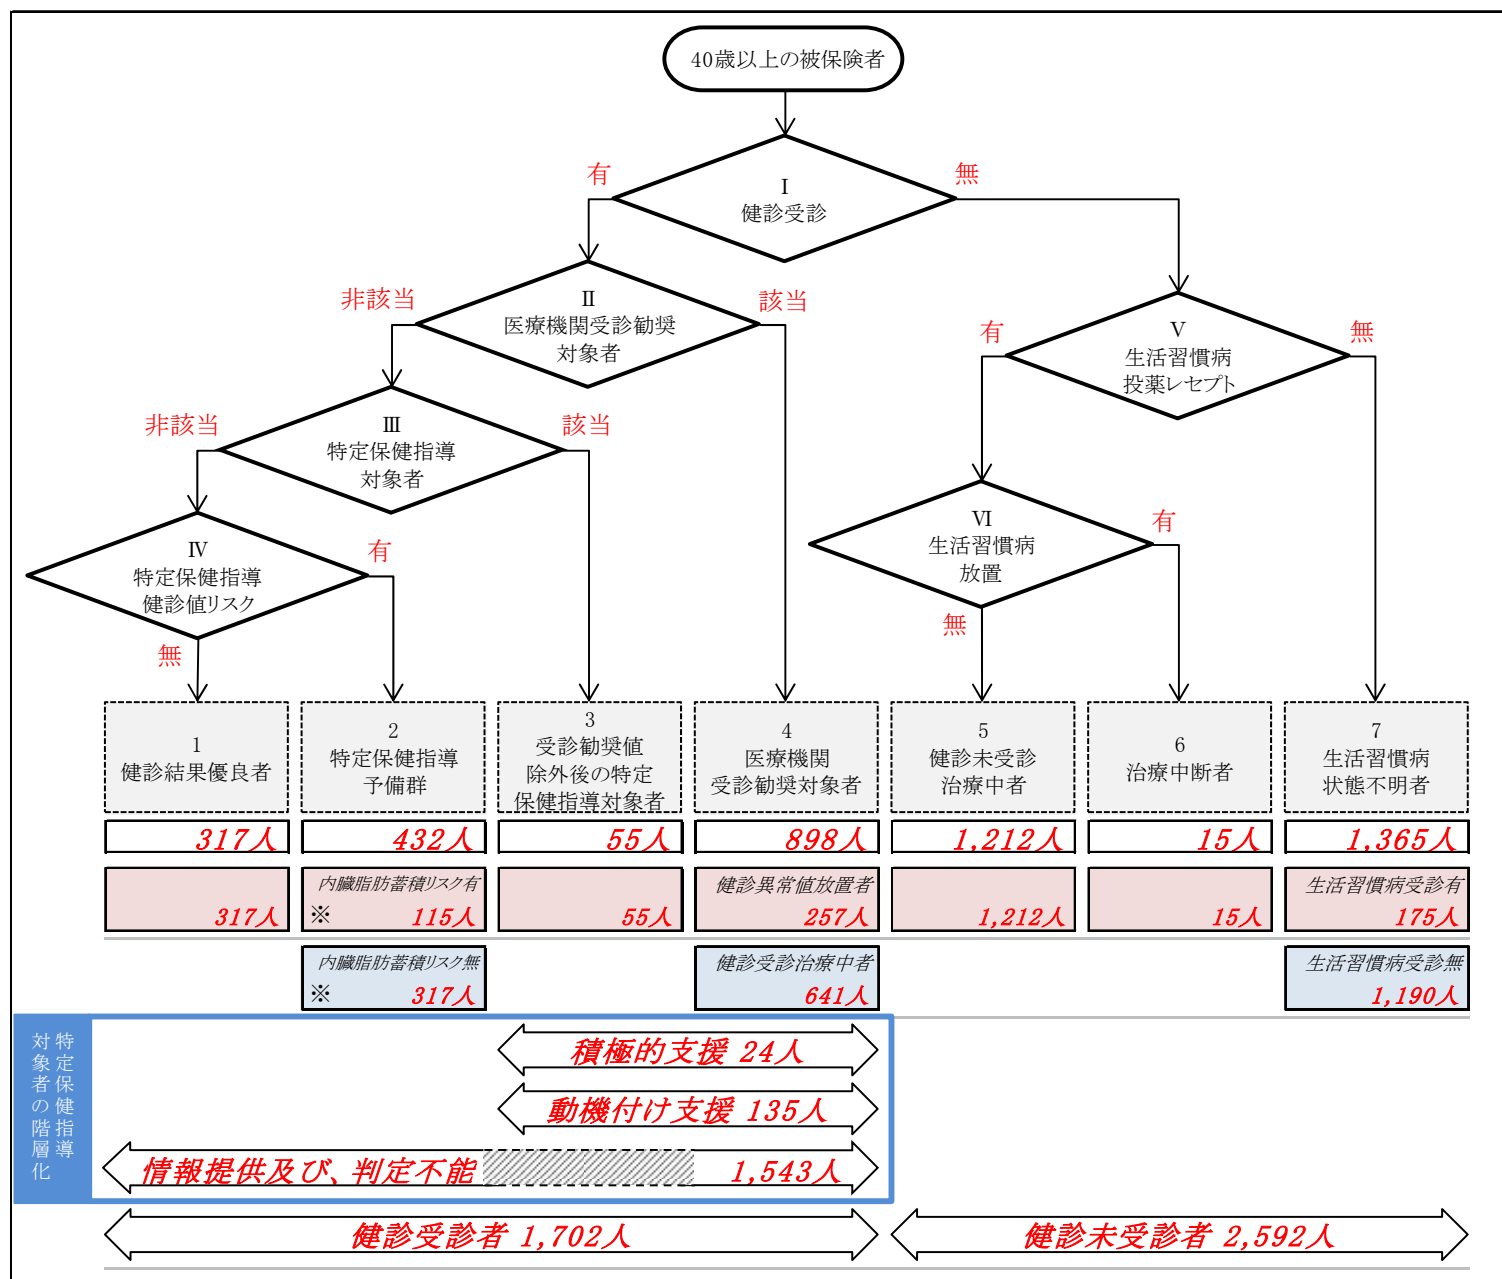 40歳以上の被保険者
有
Ⅰ
健診受診
無
非該当
Ⅱ
医療機関受診勧奨
対象者
該当
有
Ⅴ
生活習慣病
投薬レセプト
無
非該当
Ⅲ
特定保健指導
対象者
該当
Ⅳ
特定保健指導
健診値リスク
有
無
Ⅵ
生活習慣病
放置
有
無
1
健診結果優良者
2
特定保健指導
予備群
3
受診勧奨値
除外後の特定
保健指導対象者
4
医療機関
受診勧奨対象者
5
健診未受診
治療中者
6
治療中断者
7
生活習慣病
状態不明者
317人
432人
55人
898人
1,212人
15人
1,365人
317人
内臓脂肪蓄積リスク有
※ 115人
55人
健診異常値放置者
257人
1,212人
15人
生活習慣病受診有
175人
内臓脂肪蓄積リスク無
※ 317人
健診受診治療中者
641人
生活習慣病受診無
1,190人
特定保健指導
対象者の階層化
積極的支援 24人
動機付け支援 135人
情報提供及び、判定不能 1,543人
健診受診者 1,702人
健診未受診者 2,592人